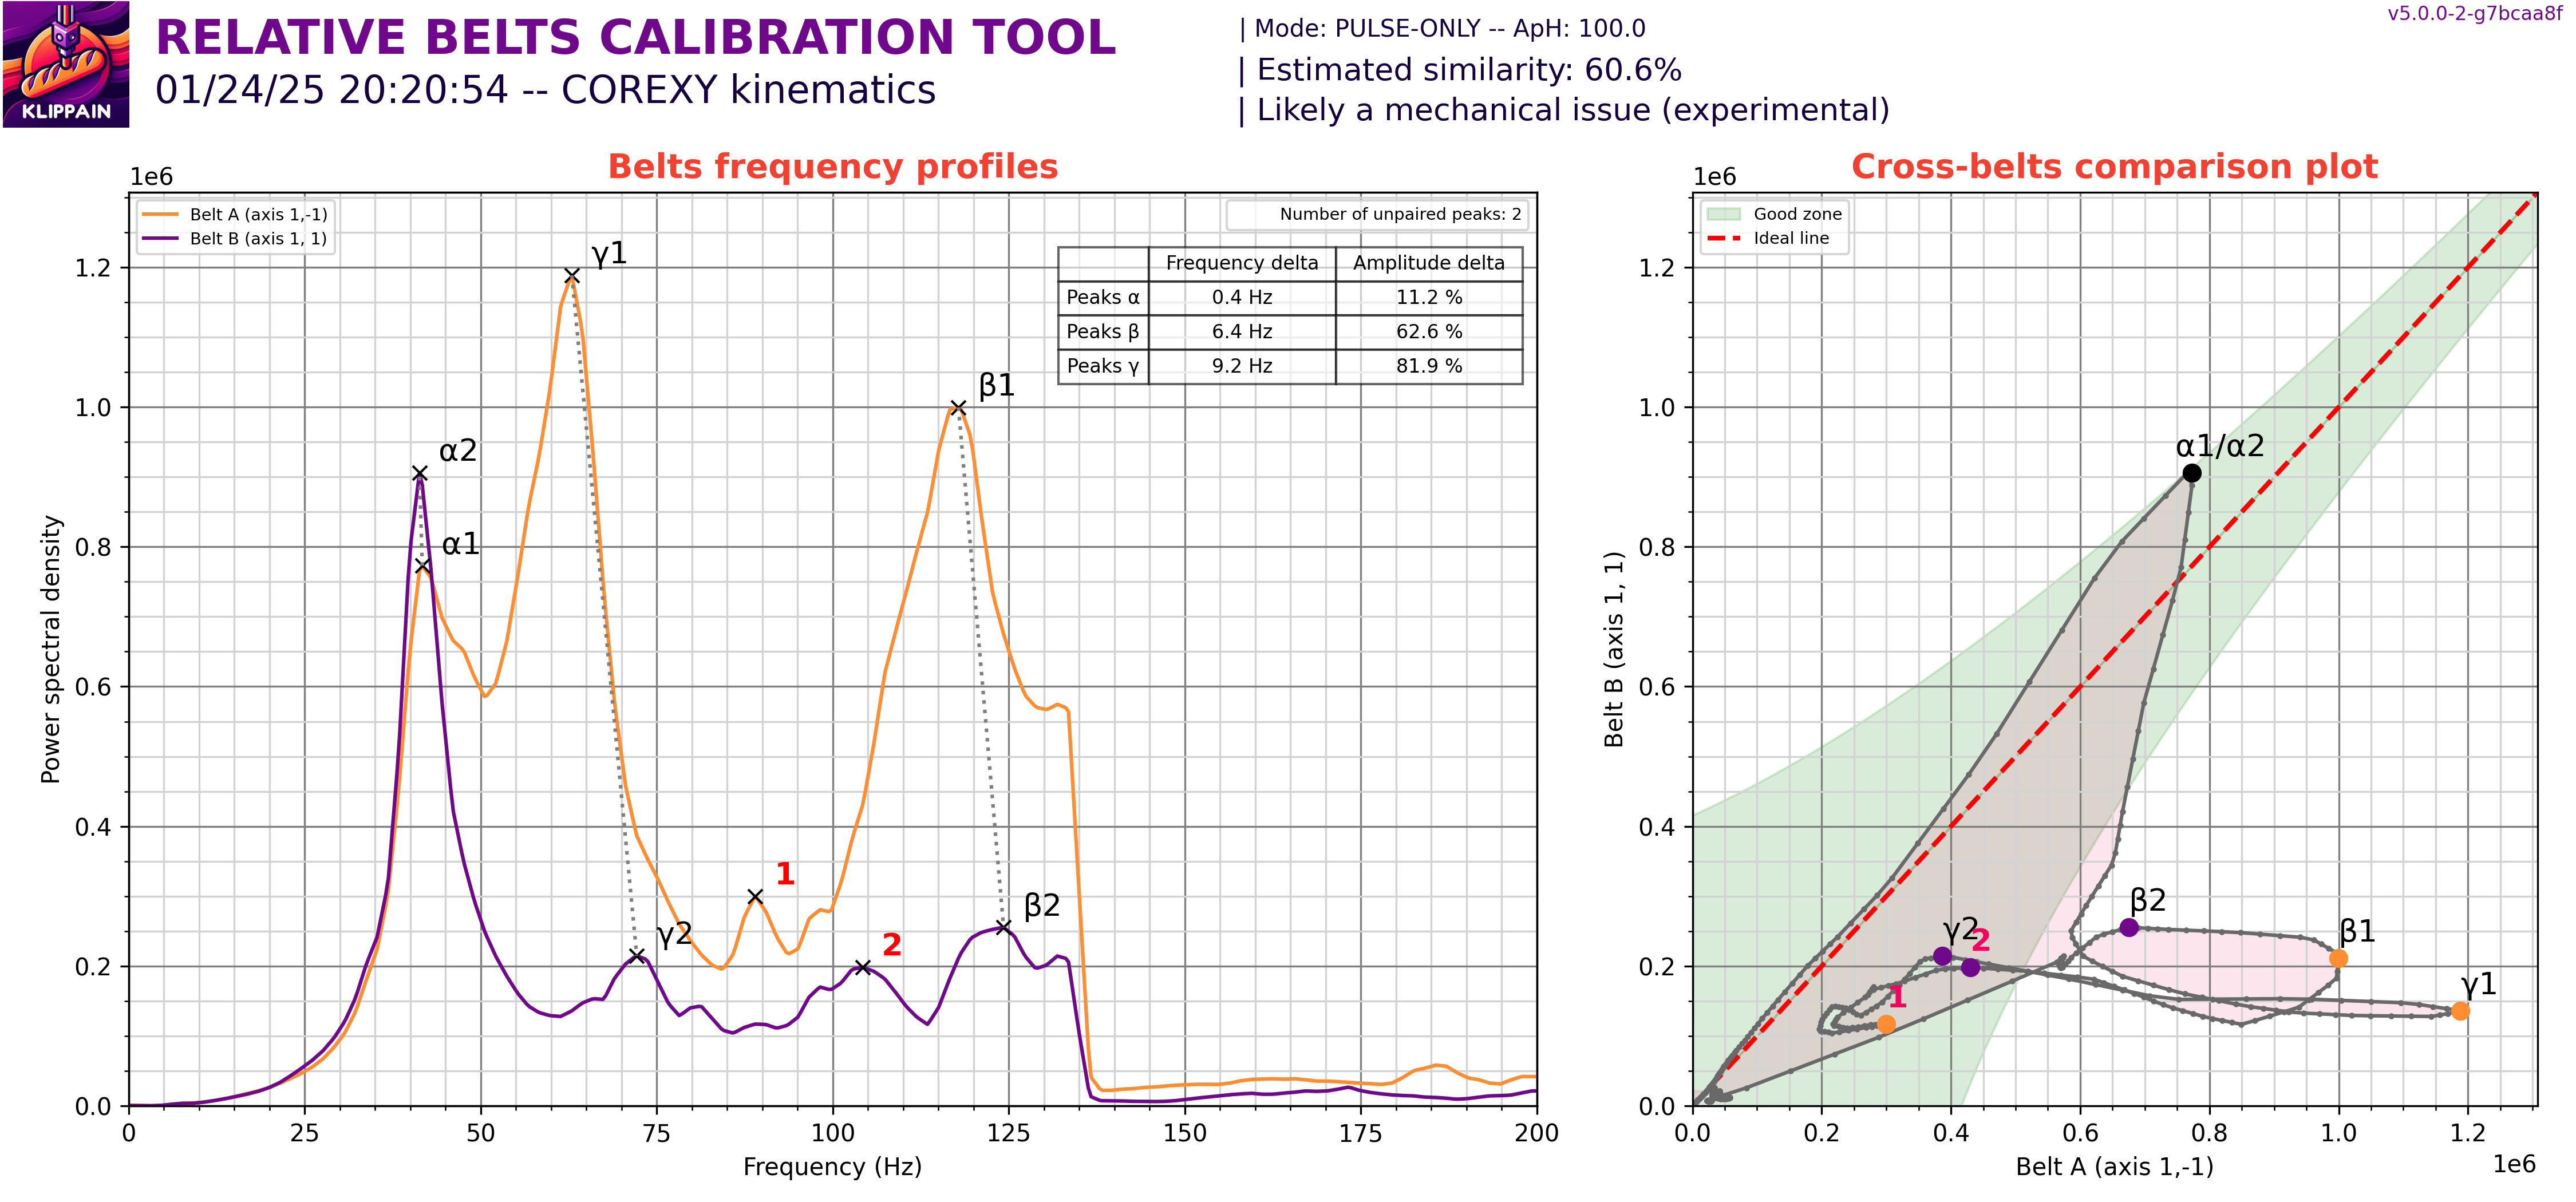 v5.0.0-2-g7bcaa8f
KLIPPAIN
RELATIVE BELTS CALIBRATION TOOL
01/24/25 20:20:54 -- COREXY kinematics
| Mode: PULSE-ONLY -- ApH: 100.0
| Estimated similarity: 60.6%
| Likely a mechanical issue (experimental)
Belts frequency profiles
1e6
Belt A (axis 1,-1)
Belt B (axis 1, 1)
Number of unpaired peaks: 2
Frequency delta Amplitude delta
Peaks α 0.4 Hz 11.2 %
Peaks β 6.4 Hz 62.6 %
Peaks γ 9.2 Hz 81.9 %
γ1
β1
α2
α1
1
2
γ2
β2
Power spectral density
1.2
1.0
0.8
0.6
0.4
0.2
0.0
0 25 50 75 100 125 150 175 200
Frequency (Hz)
Cross-belts comparison plot
1e6
Good zone
Ideal line
α1/α2
β2
γ2
2
β1
1
γ1
Belt B (axis 1, 1)
1.2
1.0
0.8
0.6
0.4
0.2
0.0
0.0 0.2 0.4 0.6 0.8 1.0 1.2
Belt A (axis 1,-1)
1e6